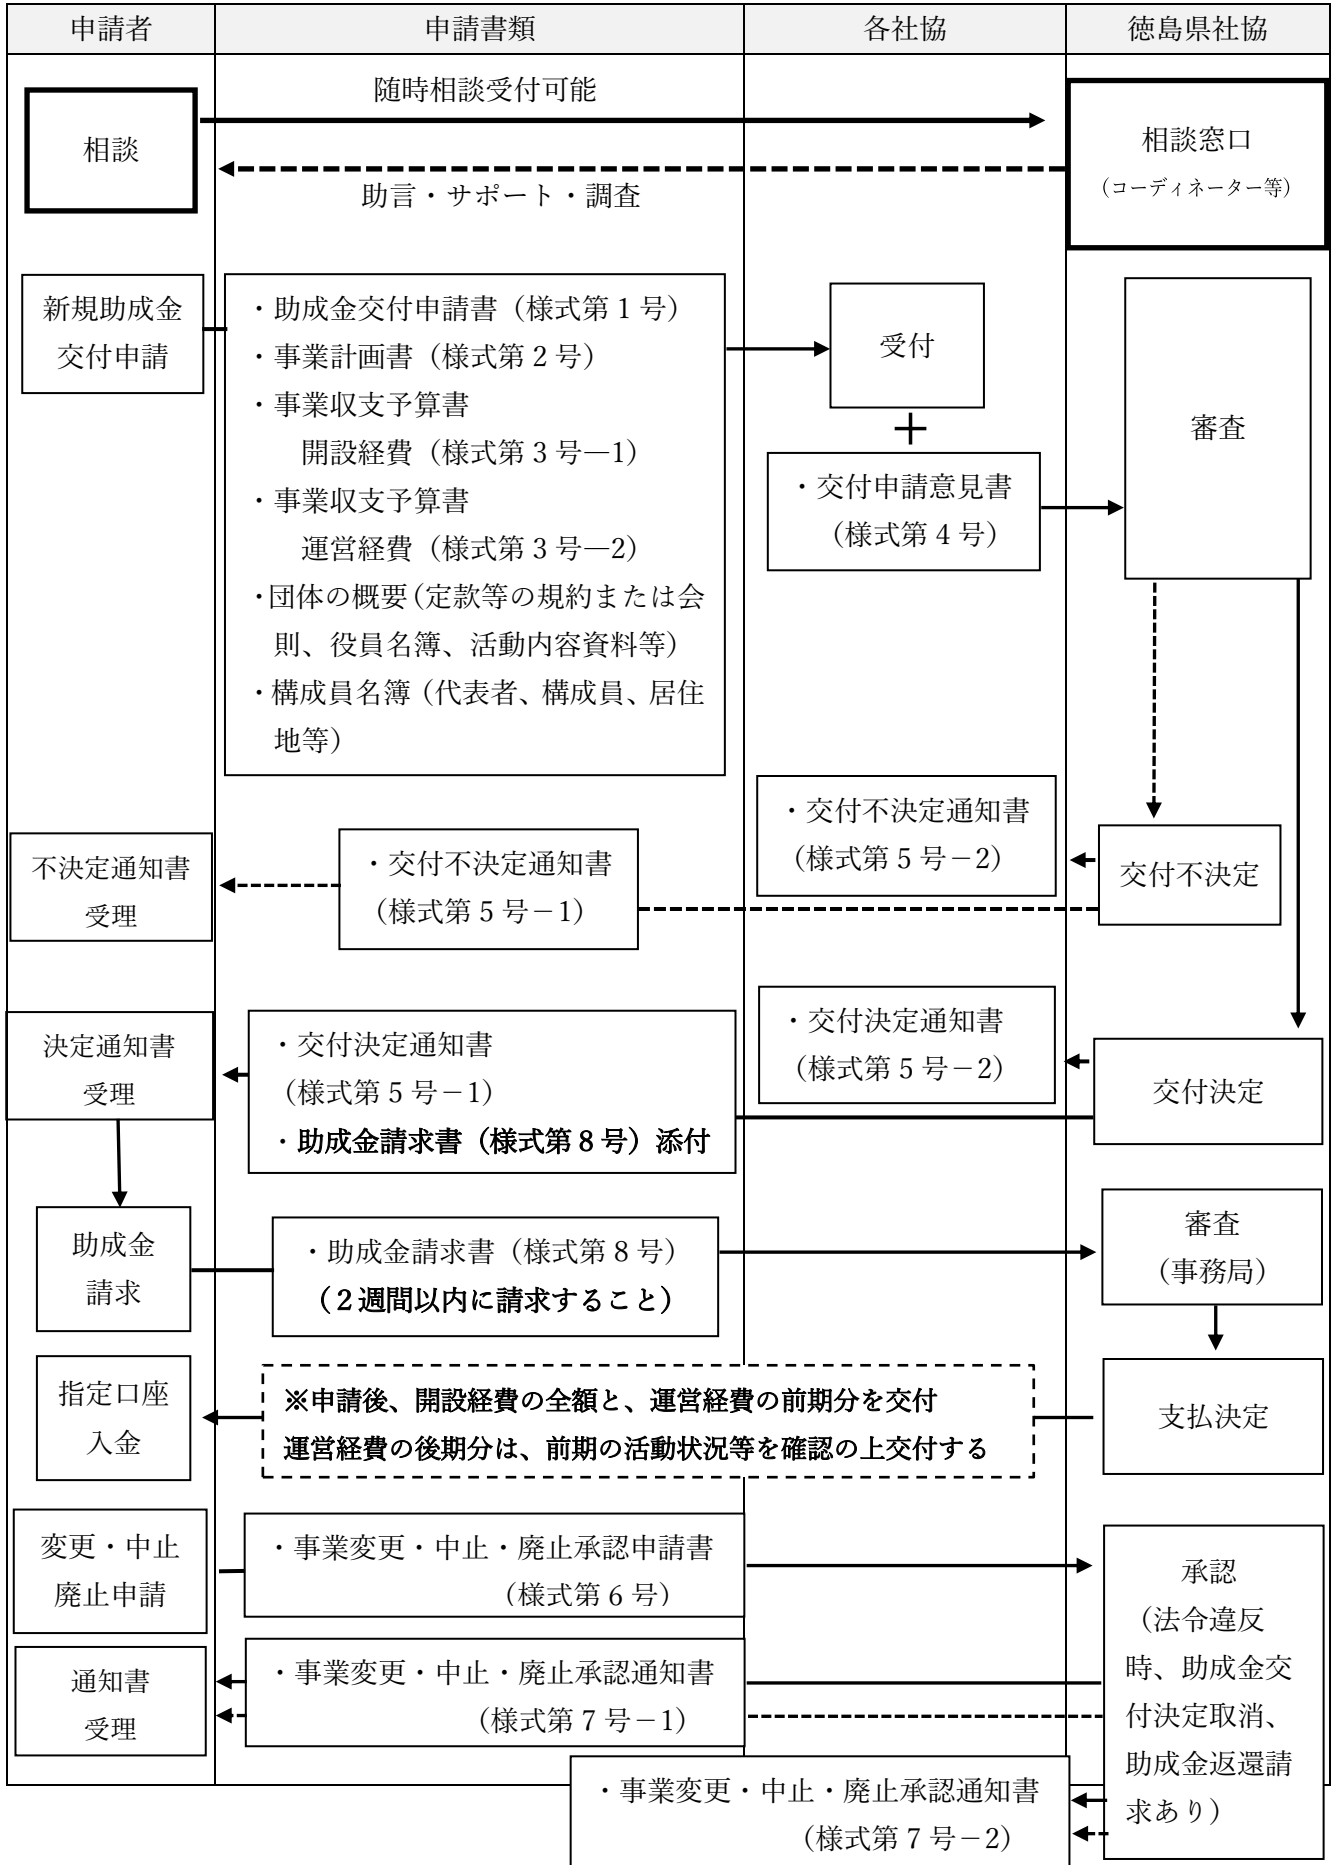 申請者
申請書類
各社協
徳島県社協
相談
随時相談受付可能
助言・サポート・調査
相談窓口
（コーディネーター等）
新規助成金
交付申請
・助成金交付申請書（様式第１号）
・事業計画書（様式第２号）
・事業収支予算書
開設経費（様式第３号―1）
・事業収支予算書
運営経費（様式第３号―2）
・団体の概要（定款等の規約または会
則、役員名簿、活動内容資料等）
・構成員名簿（代表者、構成員、居住
地等）
受付
＋
・交付申請意見書
（様式第４号）
審査
不決定通知書
受理
・交付不決定通知書
（様式第５号－1）
・交付不決定通知書
（様式第５号－2）
交付不決定
決定通知書
受理
・交付決定通知書
（様式第５号－1）
・助成金請求書（様式第８号）添付
・交付決定通知書
（様式第５号－2）
交付決定
助成金
請求
・助成金請求書（様式第８号）
（２週間以内に請求すること）
審査
（事務局）
指定口座
入金
※申請後、開設経費の全額と、運営経費の前期分を交付
運営経費の後期分は、前期の活動状況等を確認の上交付する
支払決定
変更・中止
廃止申請
・事業変更・中止・廃止承認申請書
（様式第６号）
承認
（法令違反
時、助成金交
付決定取消、
助成金返還請
求あり）
通知書
受理
・事業変更・中止・廃止承認通知書
（様式第７号－1）
・事業変更・中止・廃止承認通知書
（様式第７号－2）